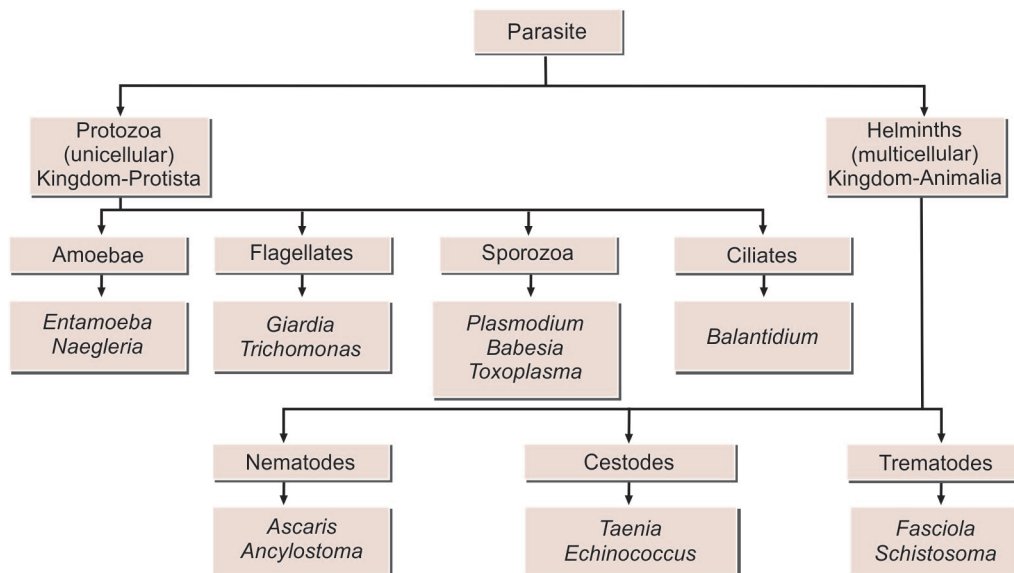 Parasite
Protozoa
(unicellular)
Kingdom-Protista
Helminths
(multicellular)
Kingdom-Animalia
Amoebae
Flagellates
Sporozoa
Ciliates
Entamoeba
Naegleria
Giardia
Trichomonas
Plasmodium
Babesia
Toxoplasma
Balantidium
Nematodes
Cestodes
Trematodes
Ascaris
Ancylostoma
Taenia
Echinococcus
Fasciola
Schistosoma